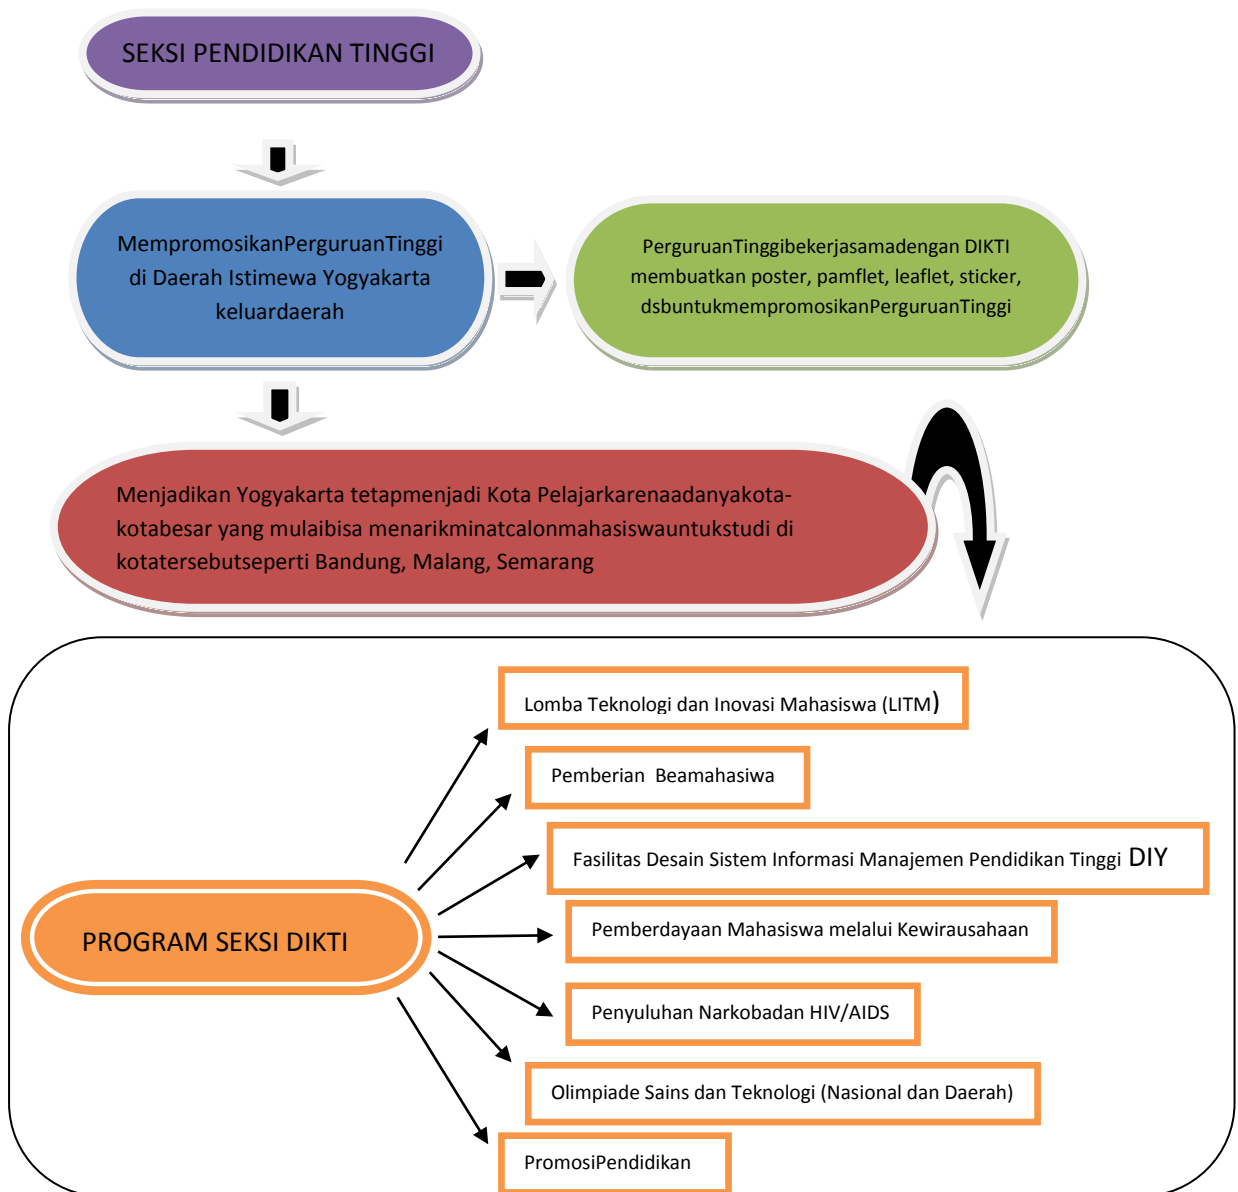 SEKSI PENDIDIKAN TINGGI
MempromosikanPerguruanTinggi
di Daerah Istimewa Yogyakarta
keluardaerah
PerguruanTinggibekerjasamadengan DIKTI
membuatkan poster, pamflet, leaflet, sticker,
dsbuntukmempromosikanPerguruanTinggi
Menjadikan Yogyakarta tetapmenjadi Kota Pelajarkarenaadanyakota-
kotabesar yang mulaibisa menarikminatcalonmahasiswauntukstudi di
kotatersebutseperti Bandung, Malang, Semarang
PROGRAM SEKSI DIKTI
Lomba Teknologi dan Inovasi Mahasiswa (LITM)
Pemberian Beamahasiwa
Fasilitas Desain Sistem Informasi Manajemen Pendidikan Tinggi DIY
Pemberdayaan Mahasiswa melalui Kewirausahaan
Penyuluhan Narkobadan HIV/AIDS
Olimpiade Sains dan Teknologi (Nasional dan Daerah)
PromosiPendidikan